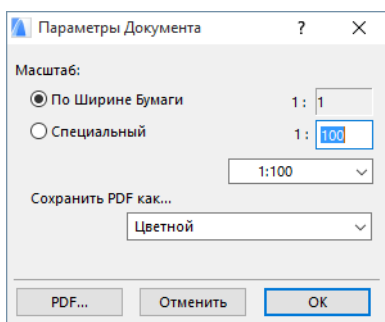 Параметры Документа ? ×
Масштаб:
По Ширине Бумаги 1: 1
Специальный 1: 100
1:100
Сохранить PDF как...
Цветной
PDF... Отменить OK